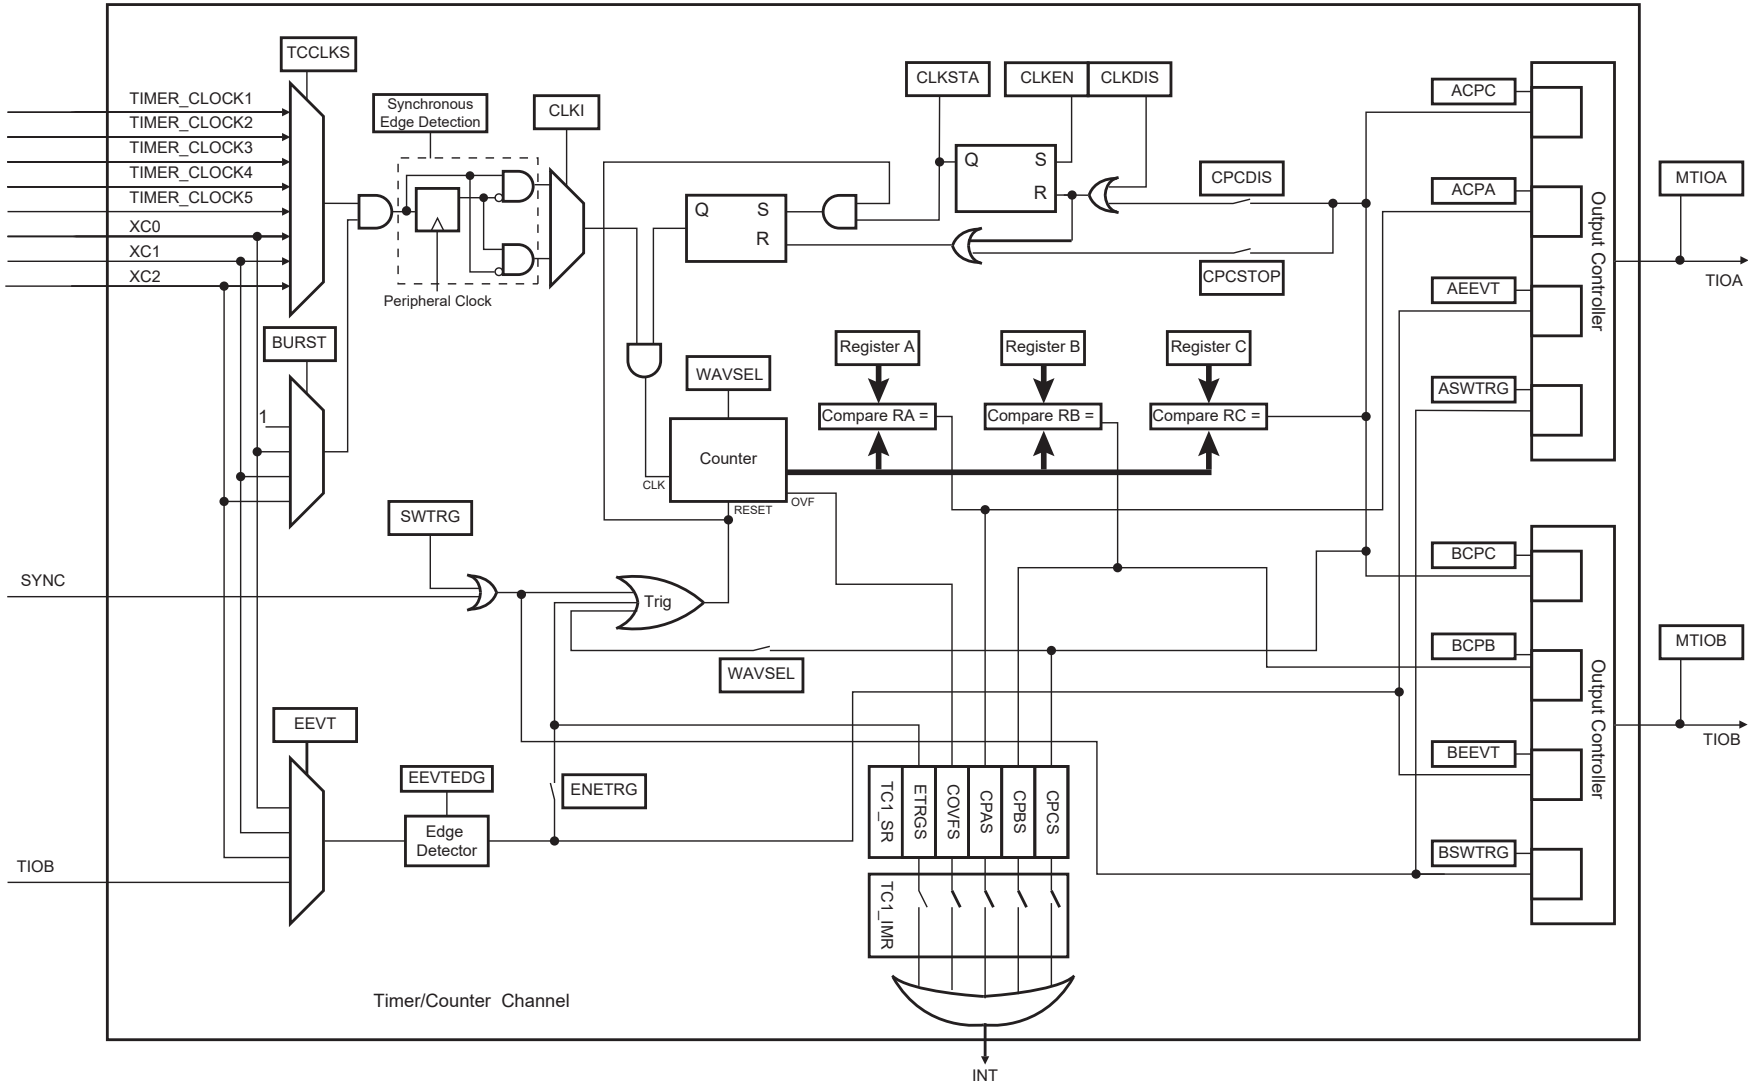 TCCLKS
TIMER_CLOCK1
TIMER_CLOCK2
TIMER_CLOCK3
TIMER_CLOCK4
TIMER_CLOCK5
XC0
XC1
XC2
Synchronous
Edge Detection
CLKI
Peripheral Clock
BURST
1
CLKSTA
CLKEN
CLKDIS
Q
S
R
Q
S
R
CPCDIS
CPCSTOP
Register A
Register B
Register C
Compare RA =
Compare RB =
Compare RC =
WAVSEL
Counter
CLK
RESET
OVF
SWTRG
SYNC
Trig
WAVSEL
EEVT
EEVTEDG
Edge
Detector
ENETRG
TIOB
TC1_SR
ETRGS
COVFS
CPAS
CPBS
CPCS
TC1_IMR
INT
ACPC
ACPA
AEEVT
ASWTRG
Output Controller
MTIOA
TIOA
BCPC
BCPB
BEEVT
BSWTRG
Output Controller
MTIOB
TIOB
Timer/Counter Channel